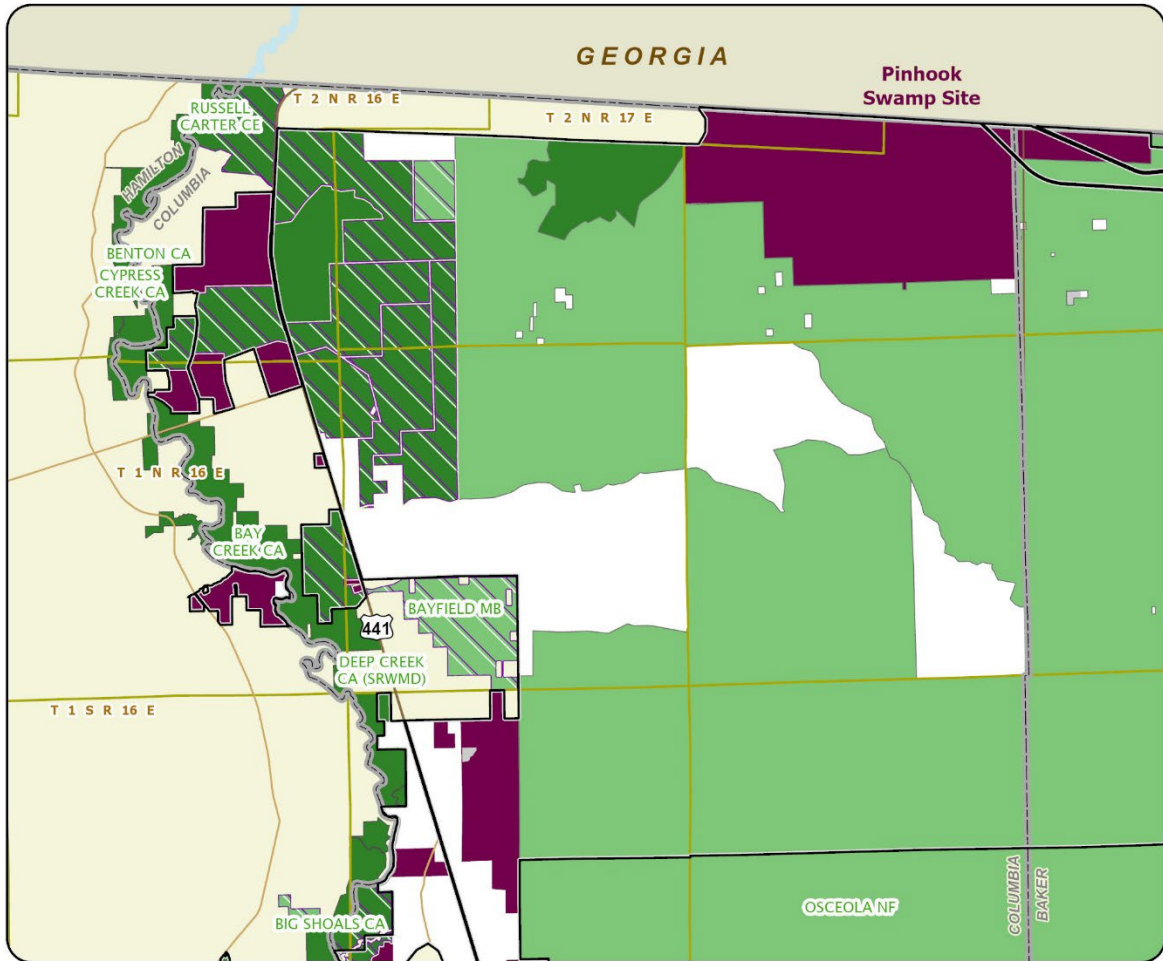 GEORGIA
Pinhook
Swamp Site
T 2 N R 16 E
T 2 N R 17 E
RUSSELL
CARTER CE
HAMILTON
COLUMBIA
BENTON CA
CYPRESS
CREEK CA
T 1 N R 16 E
BAY
CREEK CA
BAYFIELD MB
441
DEEP CREEK
CA (SRWMD)
T 1 S R 16 E
COLUMBIA
BAKER
OSCEOLA NF
BIG SHOALS CA